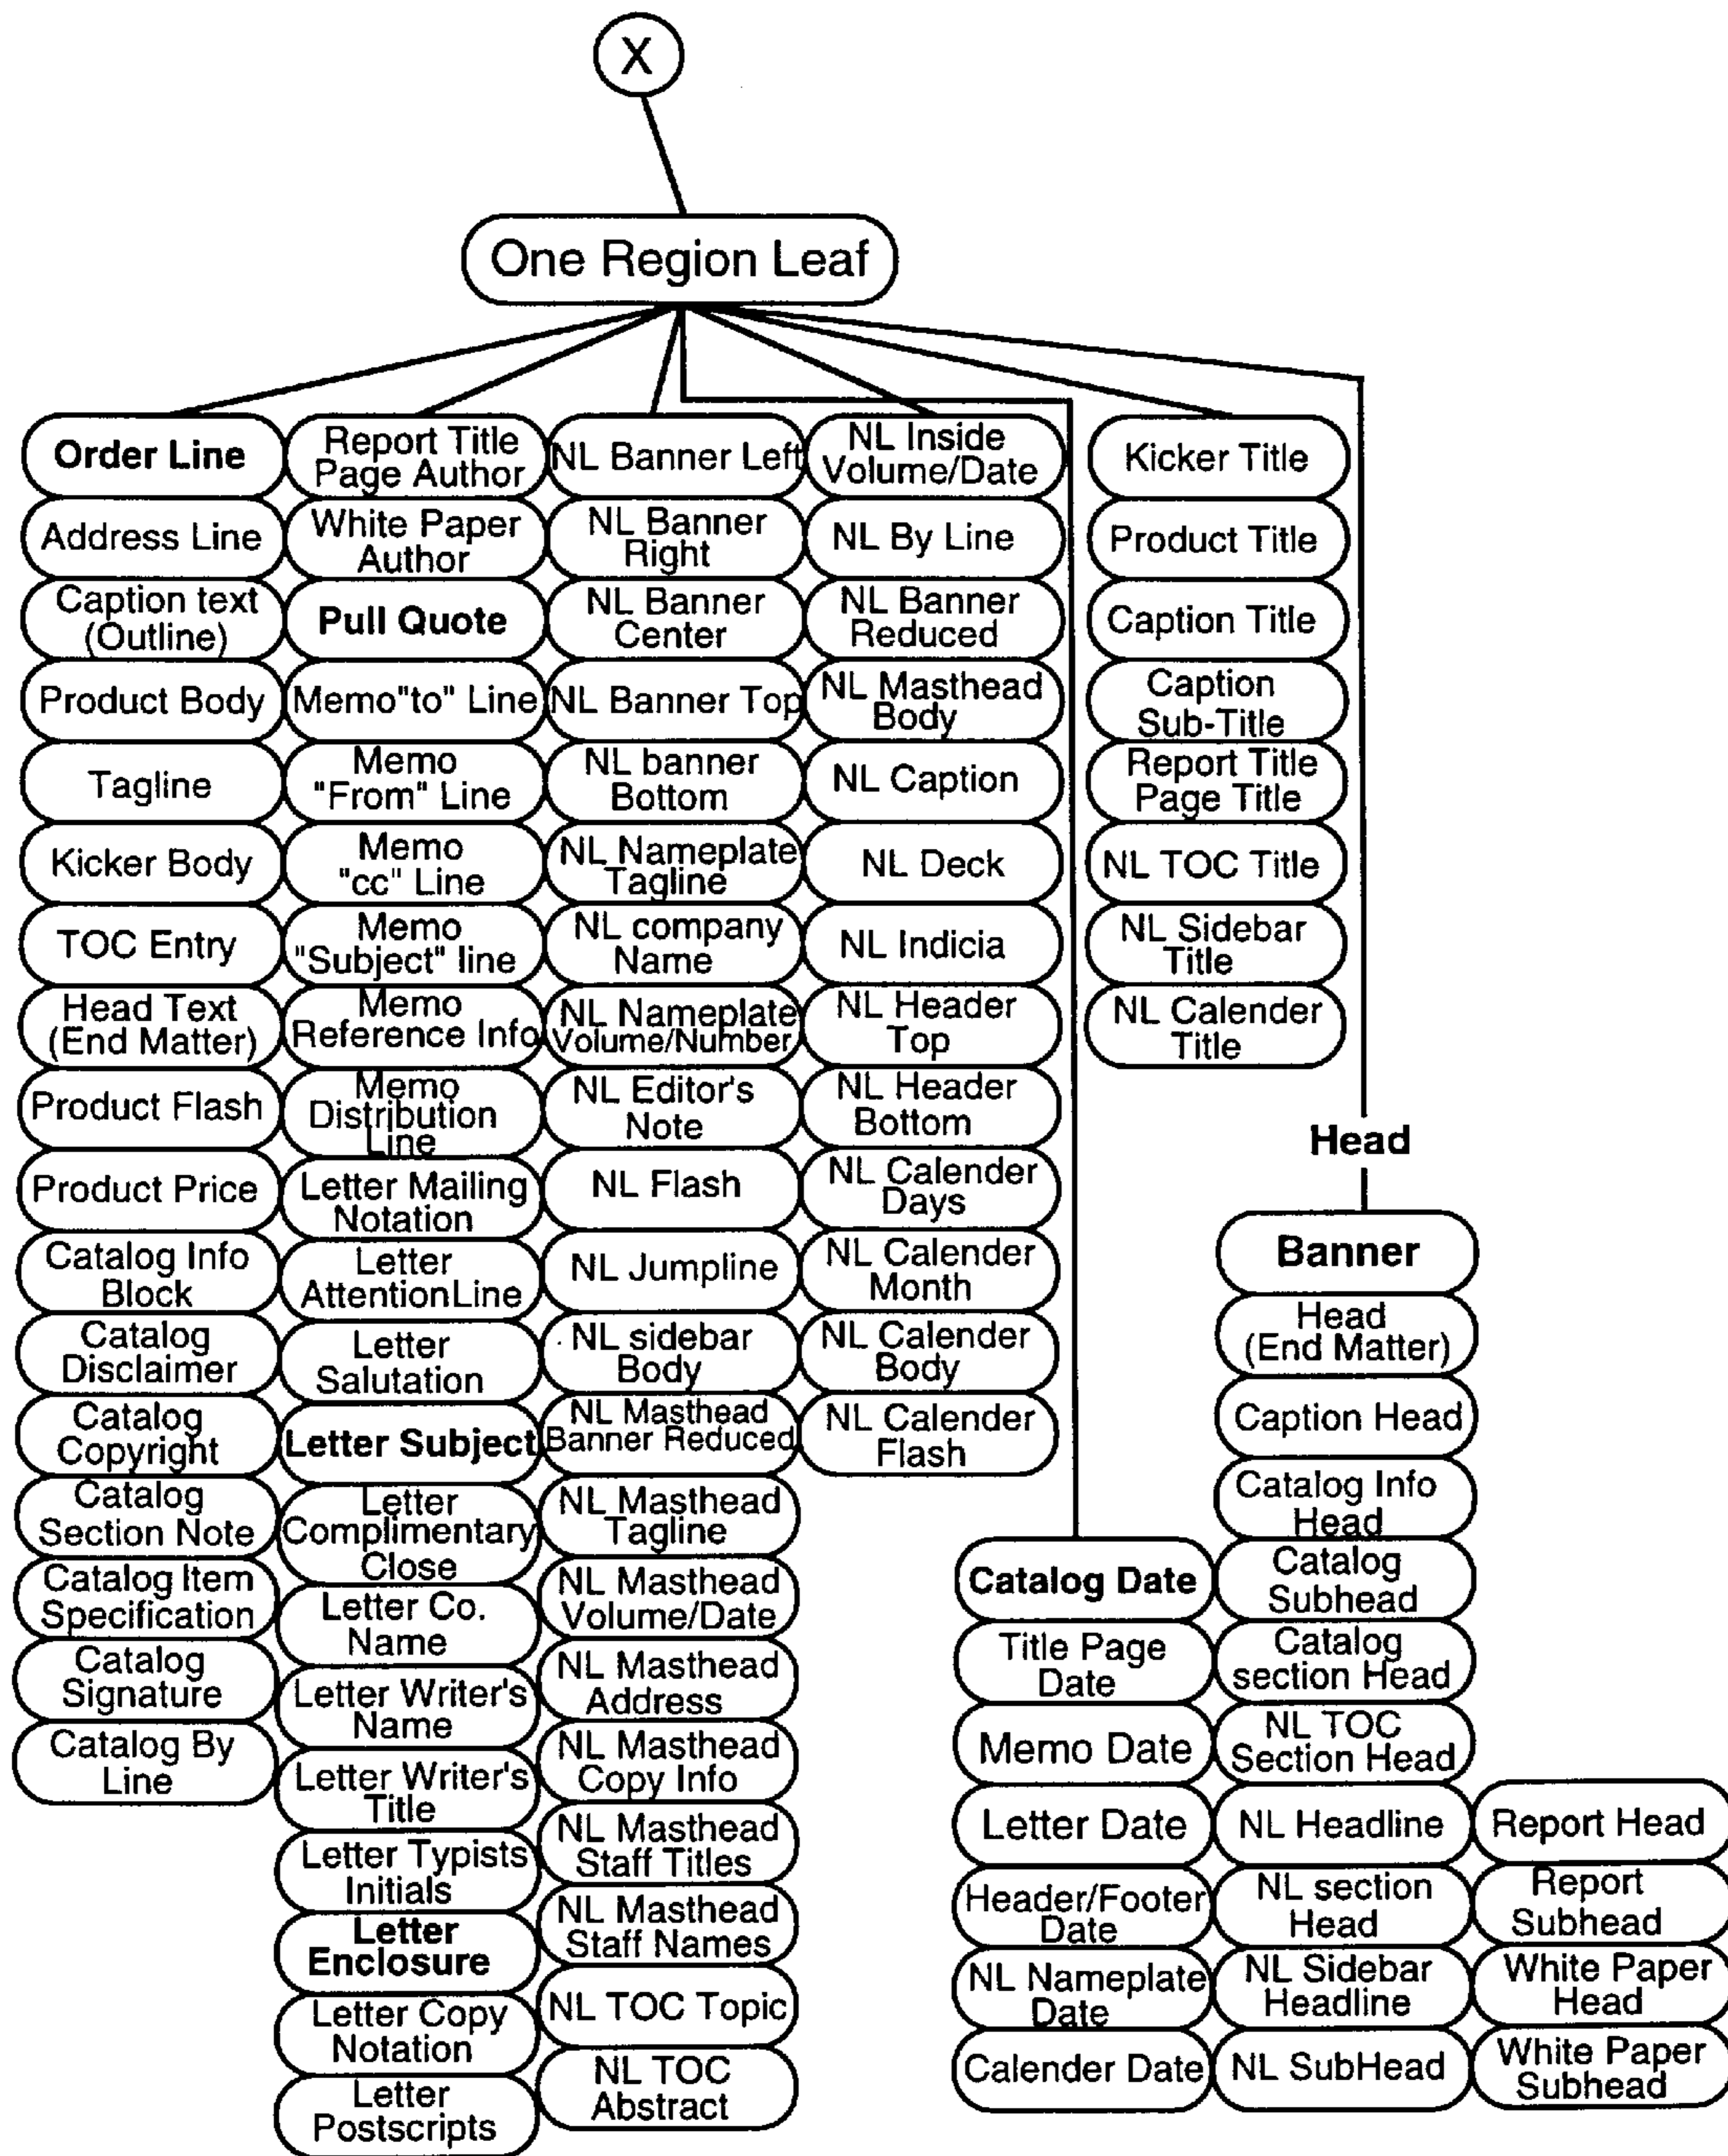 X
One Region Leaf
Order Line
Address Line
Caption text
(Outline)
Product Body
Tagline
Kicker Body
TOC Entry
Head Text
(End Matter)
Product Flash
Product Price
Catalog Info
Block
Catalog
Disclaimer
Catalog
Copyright
Catalog
Section Note
Catalog Item
Specification
Catalog
Signature
Catalog By
Line
Report Title
Page Author
White Paper
Author
Pull Quote
Memo"to" Line
Memo
"From" Line
Memo
"cc" Line
Memo
"Subject" line
Memo
Reference Info
Memo
Distribution
Line
Letter Mailing
Notation
Letter
AttentionLine
Letter
Salutation
Letter Subject
Letter
Complimentary
Close
Letter Co.
Name
Letter Writer's
Name
Letter Writer's
Title
Letter Typists
Initials
Letter
Enclosure
Letter Copy
Notation
Letter
Postscripts
NL Banner Left
NL Banner
Right
NL Banner
Center
NL Banner Top
NL banner
Bottom
NL Nameplate
Tagline
NL company
Name
NL Nameplate
Volume/Number
NL Editor's
Note
NL Flash
NL Jumpline
NL sidebar
Body
NL Masthead
Banner Reduced
NL Masthead
Tagline
NL Masthead
Volume/Date
NL Masthead
Address
NL Masthead
Copy Info
NL Masthead
Staff Titles
NL Masthead
Staff Names
NL TOC Topic
NL TOC
Abstract
NL Inside
Volume/Date
NL By Line
NL Banner
Reduced
NL Masthead
Body
NL Caption
NL Deck
NL Indicia
NL Header
Top
NL Header
Bottom
NL Calender
Days
NL Calender
Month
NL Calender
Body
NL Calender
Flash
Catalog Date
Title Page
Date
Memo Date
Letter Date
Header/Footer
Date
NL Nameplate
Date
Calender Date
Kicker Title
Product Title
Caption Title
Caption
Sub-Title
Report Title
Page Title
NL TOC Title
NL Sidebar
Title
NL Calender
Title
Head
Banner
Head
(End Matter)
Caption Head
Catalog Info
Head
Catalog
Subhead
Catalog
section Head
NL TOC
Section Head
NL Headline
NL section
Head
NL Sidebar
Headline
NL SubHead
Report Head
Report
Subhead
White Paper
Head
White Paper
Subhead